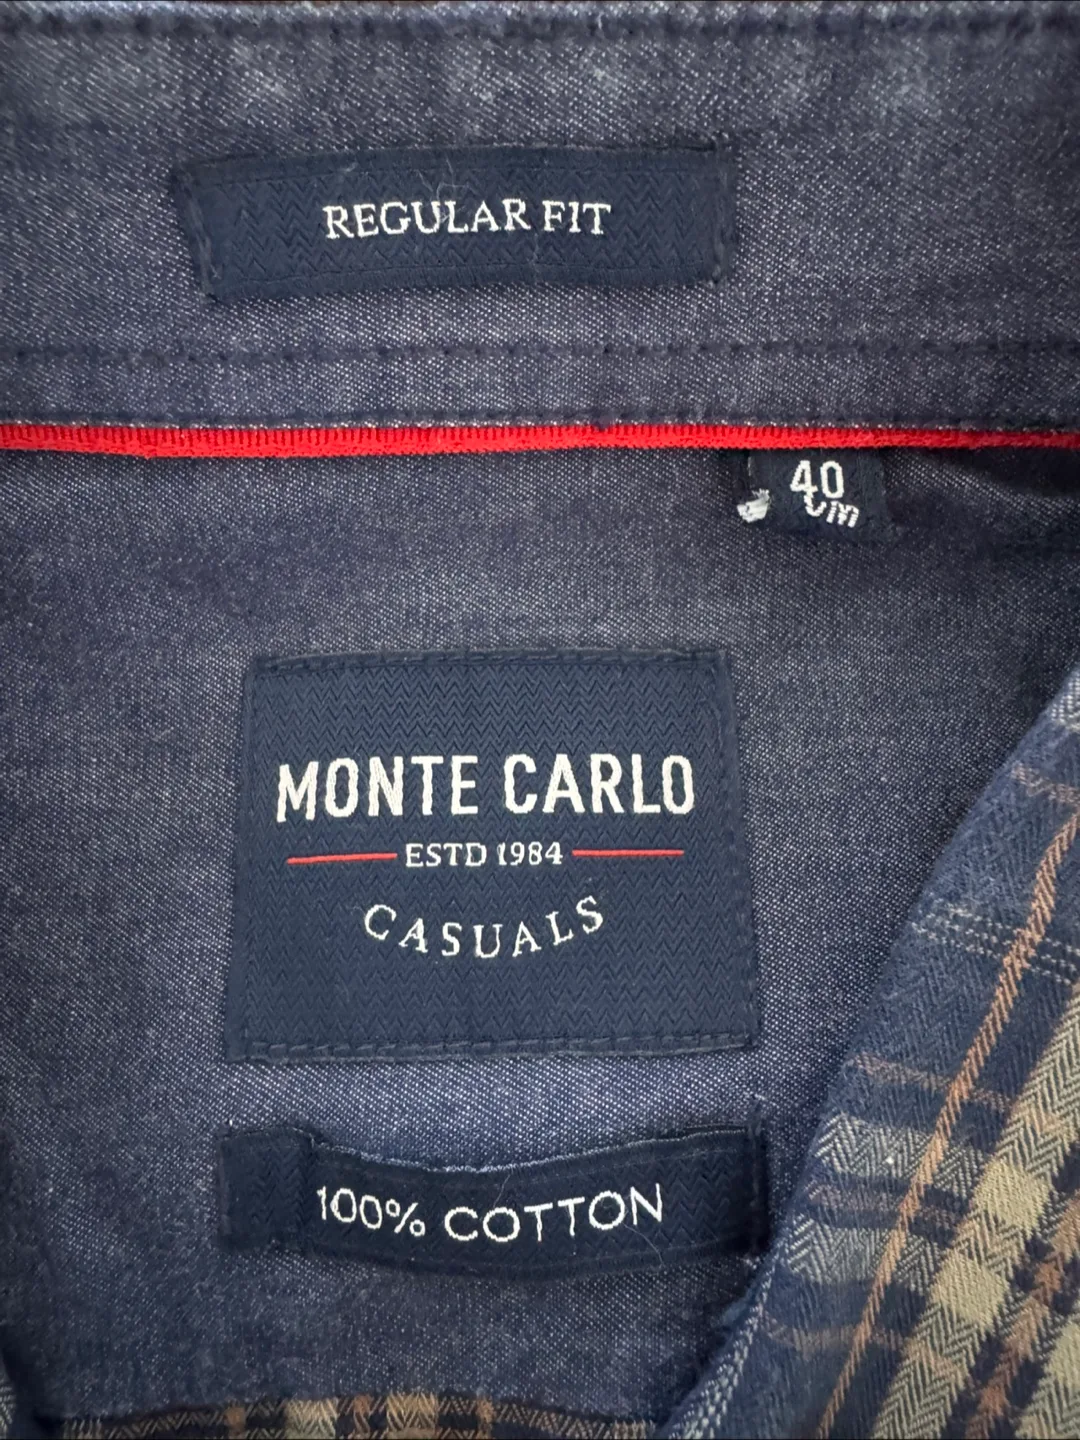 REGULAR FIT
40
MONTE CARLO
ESTD 1984
CASUALS
100% COTTON